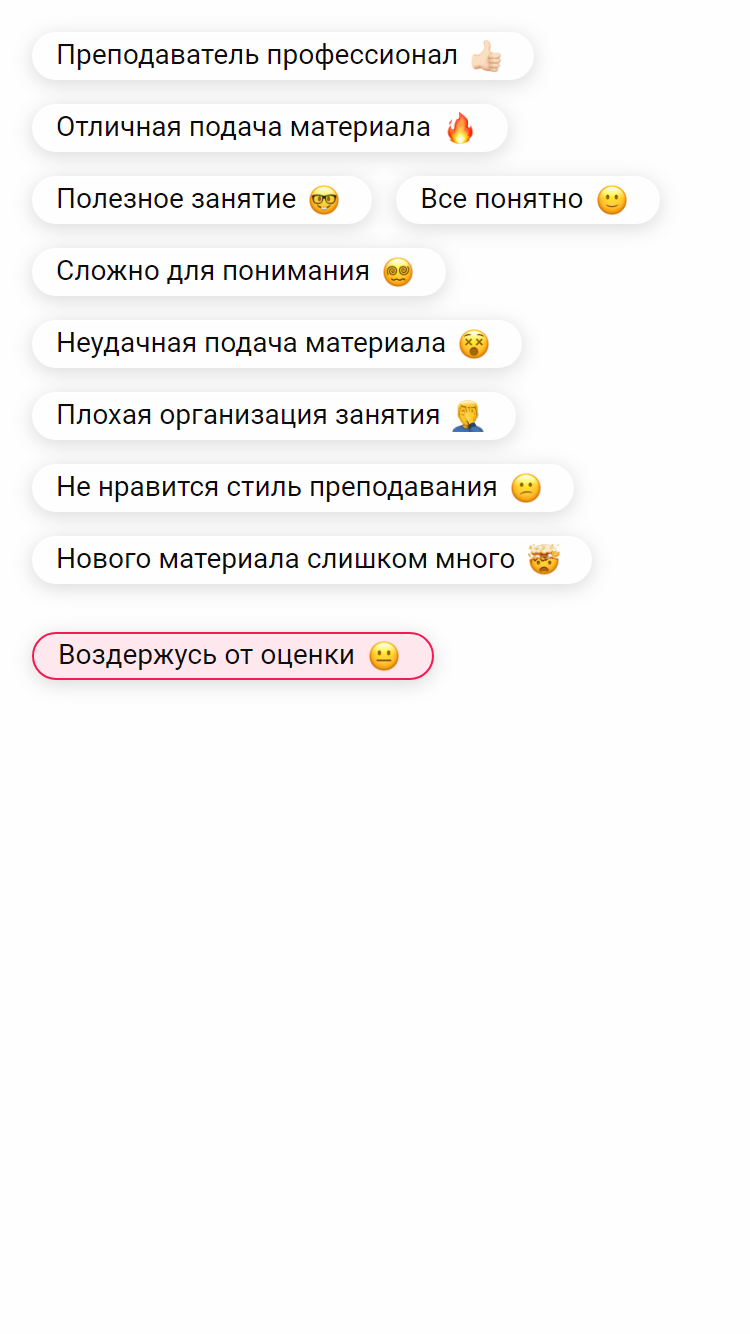 Преподаватель профессионал 👍🏻
Отличная подача материала 🔥
Полезное занятие 🤓 Все понятно 🙂
Сложно для понимания 😵‍💫
Неудачная подача материала 😵
Плохая организация занятия 🤦‍♂️
Не нравится стиль преподавания 😕
Нового материала слишком много 🤯
Воздержусь от оценки 😐